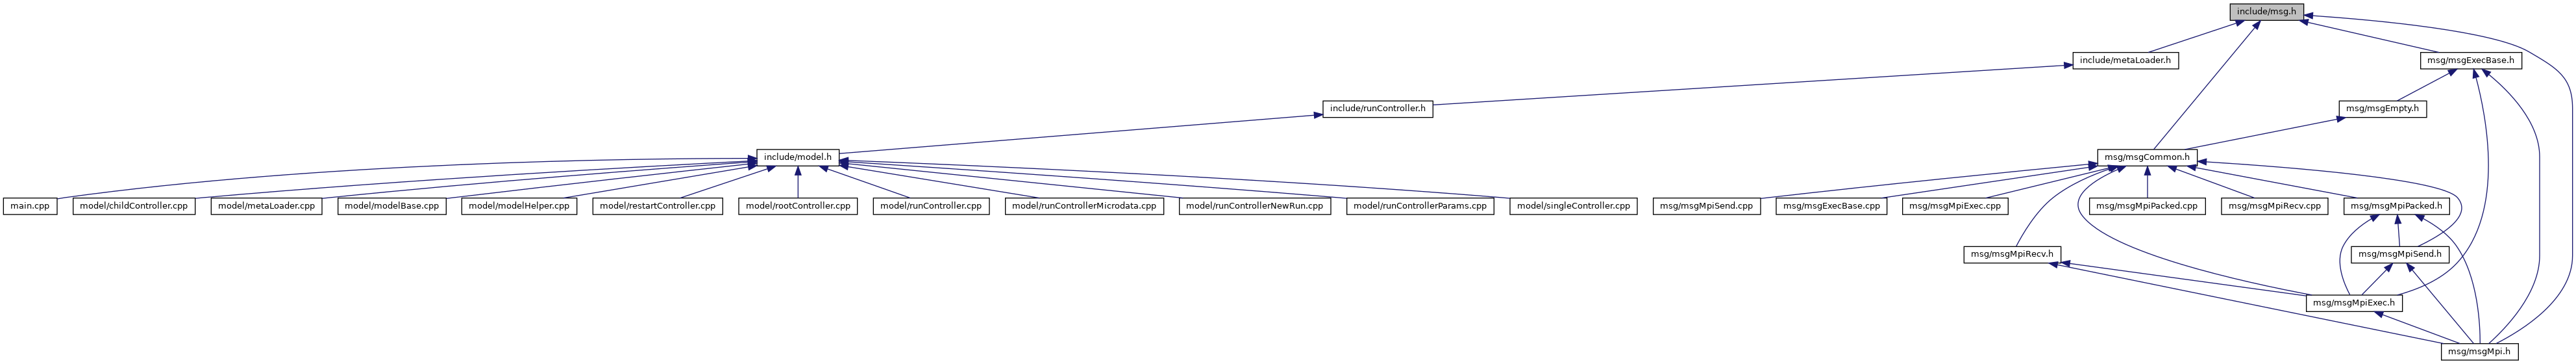 include/msg.h
include/metaLoader.h
msg/msgExecBase.h
include/runController.h
msg/msgEmpty.h
include/model.h
msg/msgCommon.h
main.cpp
model/childController.cpp
model/metaLoader.cpp
model/modelBase.cpp
model/modelHelper.cpp
model/restartController.cpp
model/rootController.cpp
model/runController.cpp
model/runControllerMicrodata.cpp
model/runControllerNewRun.cpp
model/runControllerParams.cpp
model/singleController.cpp
msg/msgMpiSend.cpp
msg/msgExecBase.cpp
msg/msgMpiExec.cpp
msg/msgMpiPacked.cpp
msg/msgMpiRecv.cpp
msg/msgMpiPacked.h
msg/msgMpiRecv.h
msg/msgMpiSend.h
msg/msgMpiExec.h
msg/msgMpi.h